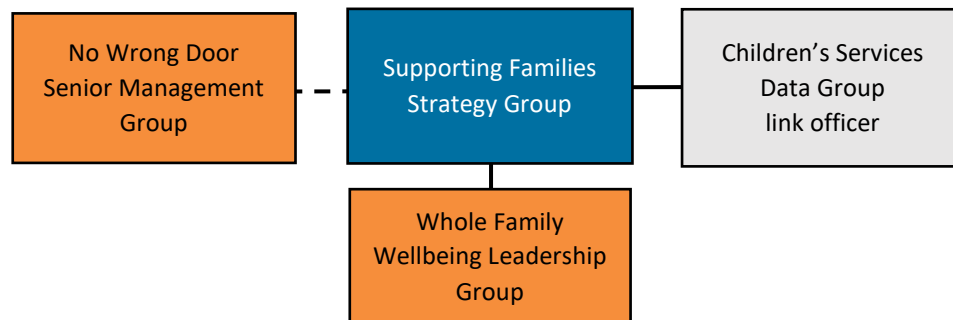 No Wrong Door
Senior Management
Group
Supporting Families
Strategy Group
Children’s Services
Data Group
link officer
Whole Family
Wellbeing Leadership
Group